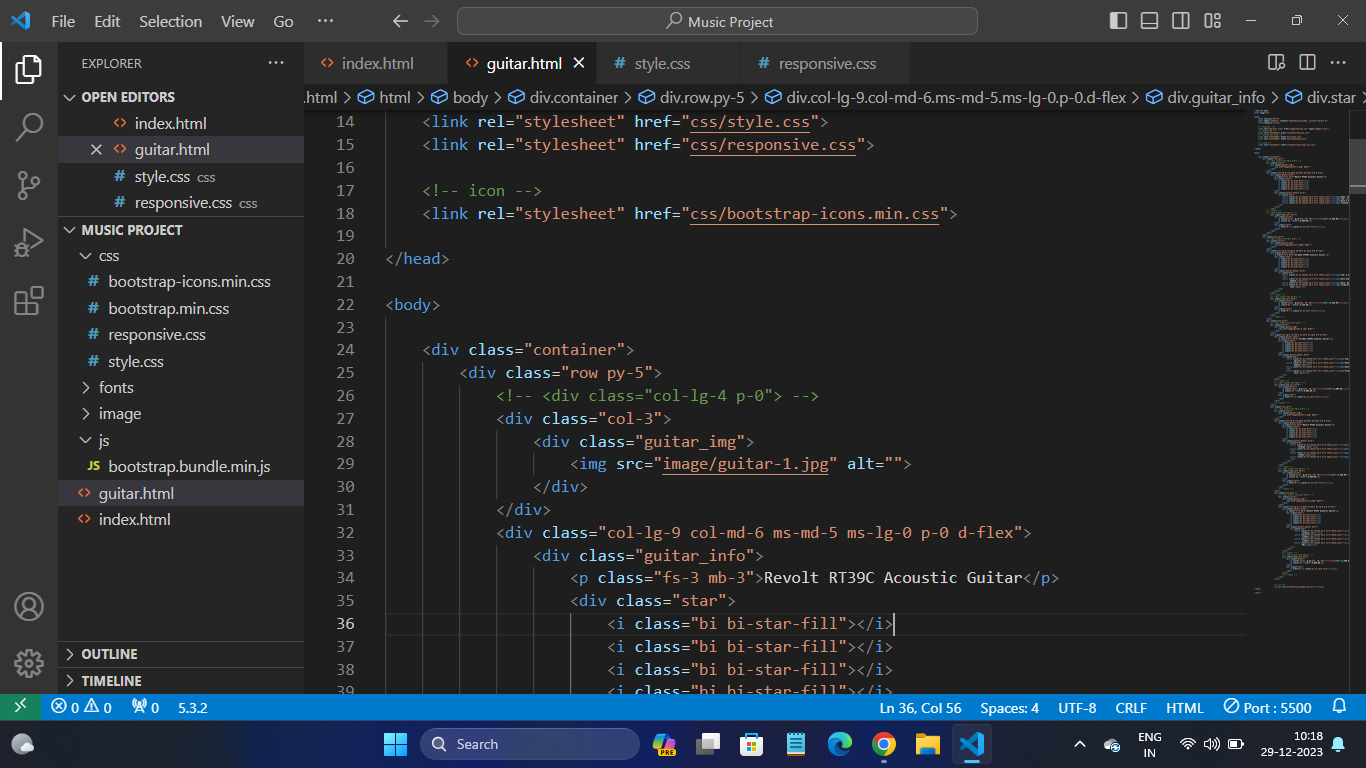 File Edit Selection View Go ··· Music Project
EXPLORER ···
OPEN EDITORS
index.html
guitar.html
style.css css
responsive.css css
MUSIC PROJECT
css
bootstrap-icons.min.css
bootstrap.min.css
responsive.css
style.css
fonts
image
js
JS bootstrap.bundle.min.js
guitar.html
index.html
OUTLINE
TIMELINE
index.html guitar.html style.css responsive.css
.html > html > body > div.container > div.row.py-5 > div.col-lg-9.col-md-6.ms-md-5.ms-lg-0.p-0.d-flex > div.guitar_info > div.star >
14 <link rel="stylesheet" href="css/style.css">
15 <link rel="stylesheet" href="css/responsive.css">
16
17 <!-- icon -->
18 <link rel="stylesheet" href="css/bootstrap-icons.min.css">
19
20 </head>
21
22 <body>
23
24 <div class="container">
25 <div class="row py-5">
26 <!-- <div class="col-lg-4 p-0"> -->
27 <div class="col-3">
28 <div class="guitar_img">
29 <img src="image/guitar-1.jpg" alt="">
30 </div>
31 </div>
32 <div class="col-lg-9 col-md-6 ms-md-5 ms-lg-0 p-0 d-flex">
33 <div class="guitar_info">
34 <p class="fs-3 mb-3">Revolt RT39C Acoustic Guitar</p>
35 <div class="star">
36 <i class="bi bi-star-fill"></i>
37 <i class="bi bi-star-fill"></i>
38 <i class="bi bi-star-fill"></i>
39 <i class="bi bi-star-fill"></i>
0 0 0 5.3.2 Ln 36, Col 56 Spaces: 4 UTF-8 CRLF HTML Port : 5500
Search PRE ENG IN 10:18 29-12-2023